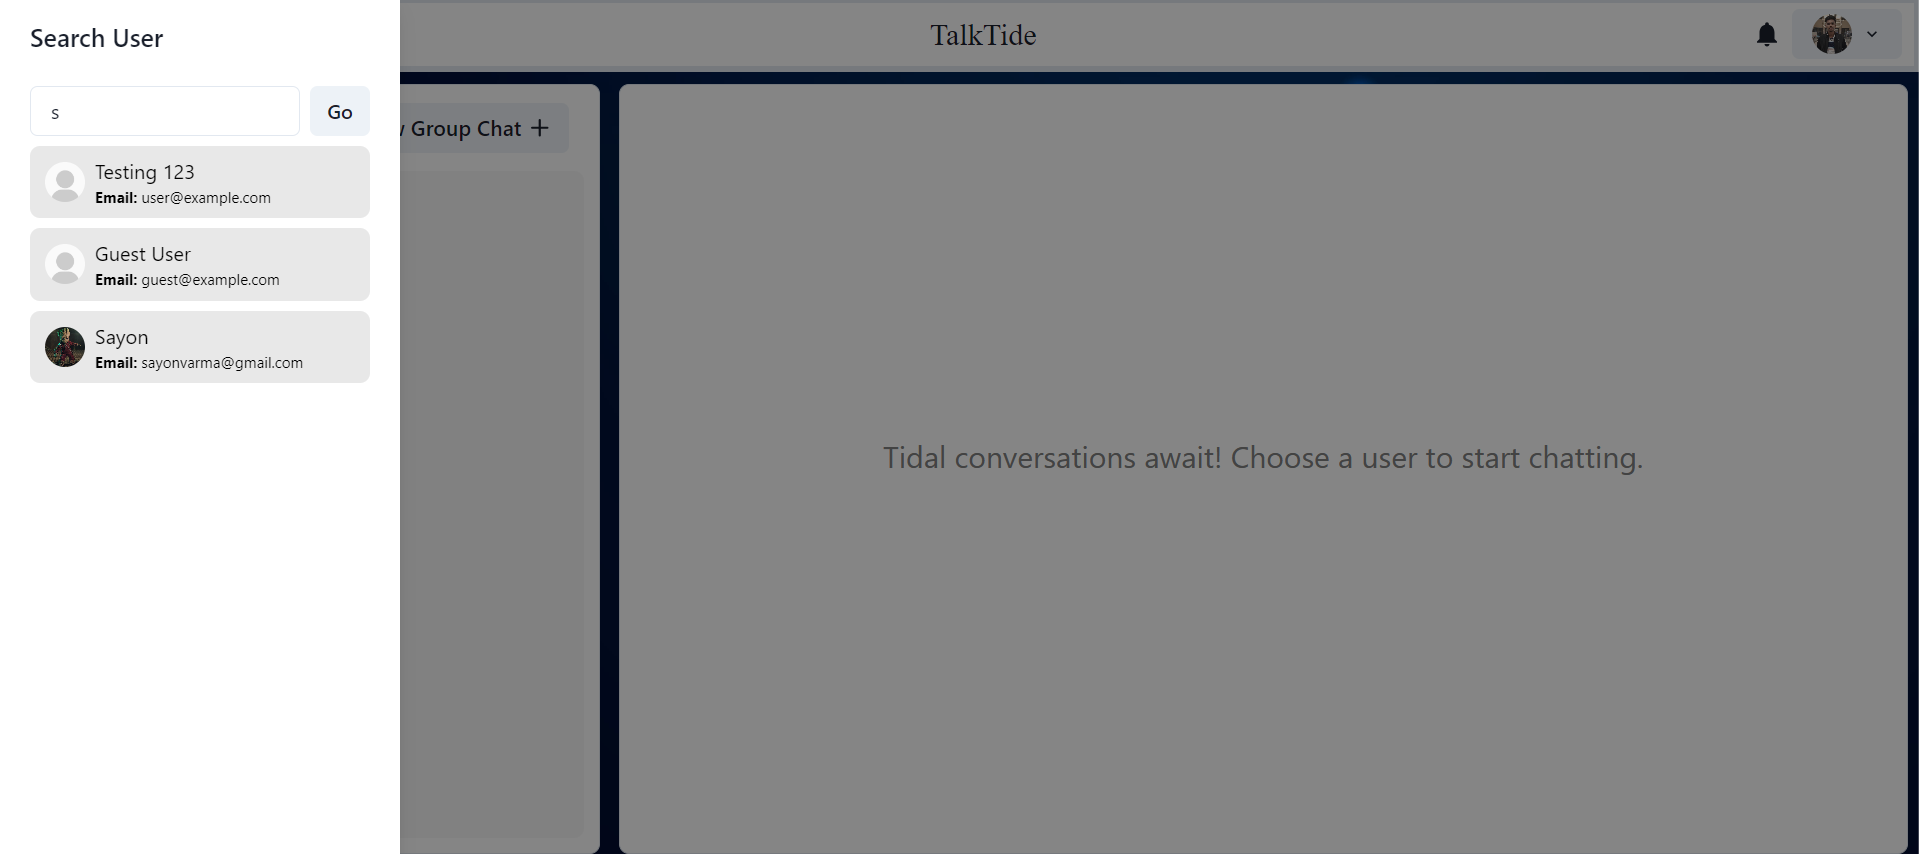 Search User
s
Go
Testing 123
Email: user@example.com
Guest User
Email: guest@example.com
Sayon
Email: sayonvarma@gmail.com
TalkTide
Group Chat +
Tidal conversations await! Choose a user to start chatting.